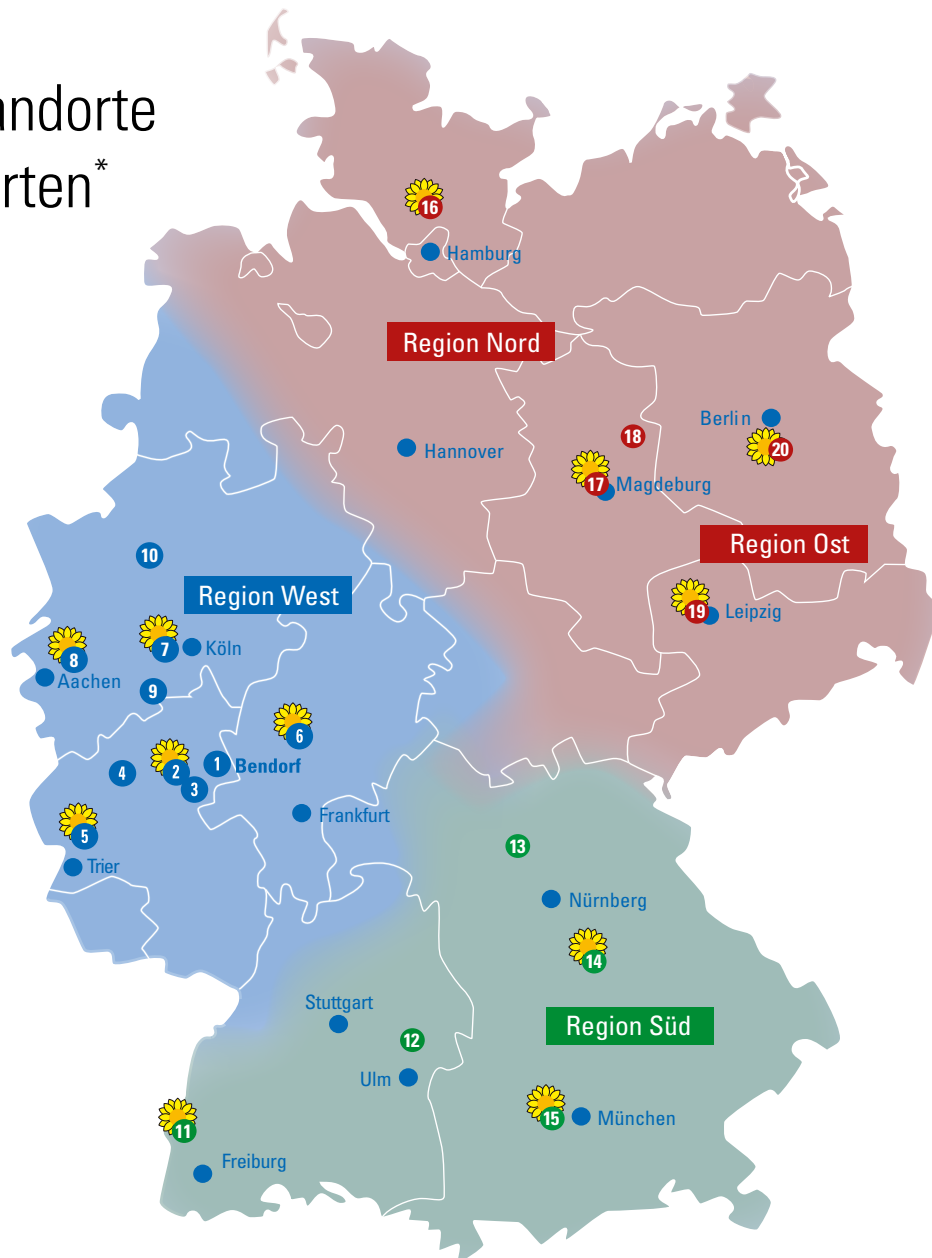 andorte
rten*
16
Hamburg
Region Nord
Berlin
18
20
Hannover
17
Magdeburg
Region Ost
10
Region West
19
Leipzig
7
Köln
8
Aachen
9
6
1
Bendorf
4
2
3
Frankfurt
5
13
Trier
Nürnberg
14
Stuttgart
Region Süd
12
Ulm
15
München
11
Freiburg